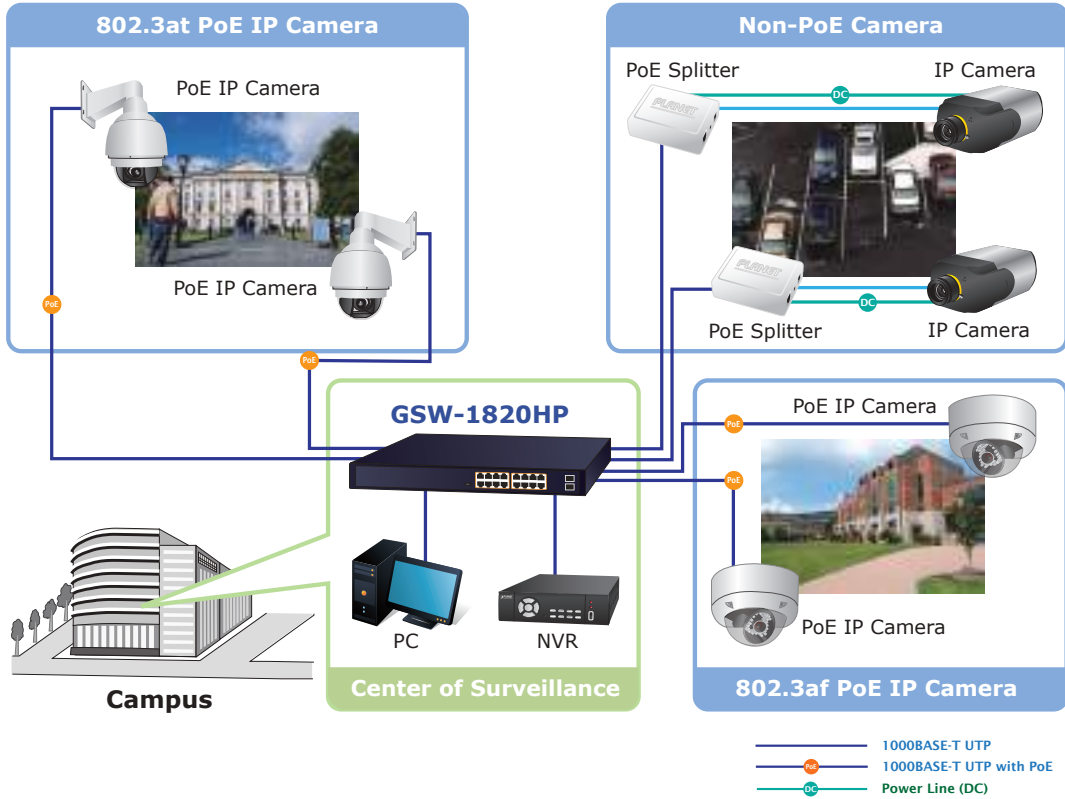 802.3at PoE IP Camera
PoE IP Camera
PoE IP Camera
PoE
PoE
Non-PoE Camera
PoE Splitter
IP Camera
DC
PLANET
PLANET
DC
PoE Splitter
IP Camera
GSW-1820HP
PC
NVR
Center of Surveillance
Campus
PoE IP Camera
PoE
PoE
PoE IP Camera
802.3af PoE IP Camera
1000BASE-T UTP
PoE
1000BASE-T UTP with PoE
DC
Power Line (DC)